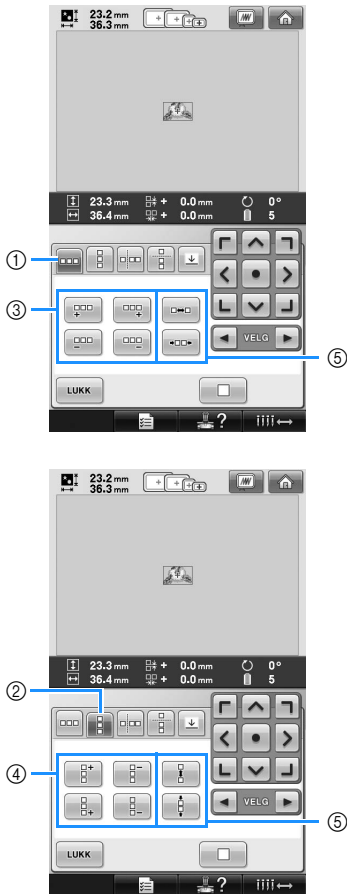 23.2 mm
36.3 mm
23.3 mm + 0.0 mm 0°
36.4 mm + 0.0 mm 5
①
③
VELG
⑤
LUKK
?
23.2 mm
36.3 mm
23.3 mm + 0.0 mm 0°
36.4 mm + 0.0 mm 5
②
④
VELG
⑤
LUKK
?